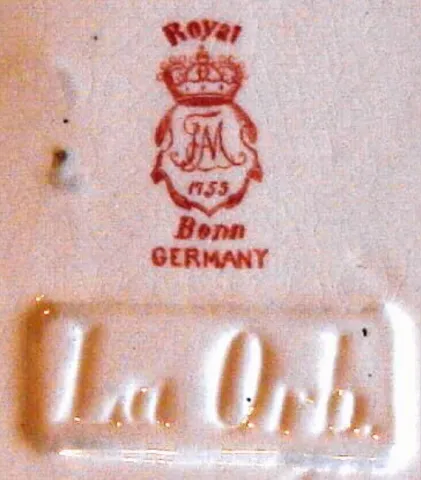 Royal
FM
1755
Bonn
GERMANY
La Orb.